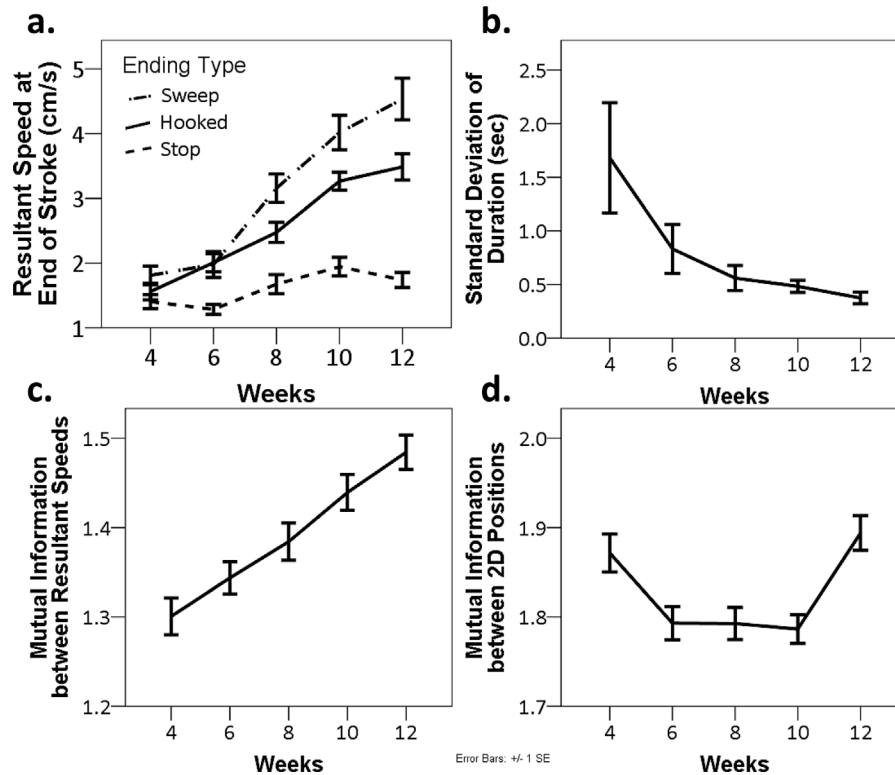 a.
Resultant Speed at
End of Stroke (cm/s)
5
4
3
2
1
Ending Type
Sweep
Hooked
Stop
4 6 8 10 12
Weeks
b.
Standard Deviation of
Duration (sec)
2.5
2.0
1.5
1.0
0.5
0.0
4 6 8 10 12
Weeks
c.
Mutual Information
between Resultant Speeds
1.5
1.4
1.3
1.2
4 6 8 10 12
Weeks
d.
Mutual Information
between 2D Positions
2.0
1.9
1.8
1.7
4 6 8 10 12
Weeks
Error Bars: +/- 1 SE